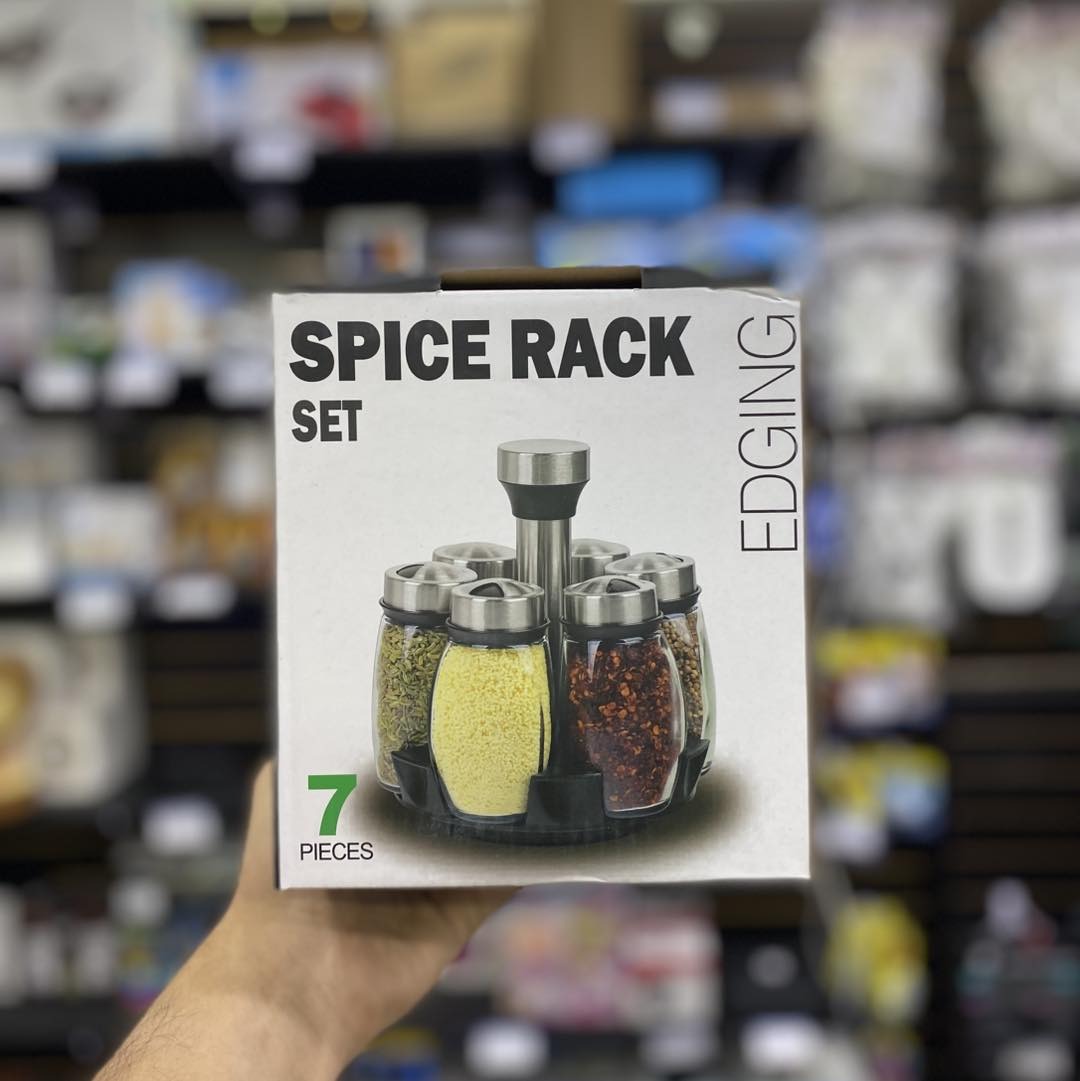 SPICE RACK
SET
EDGING
7
PIECES